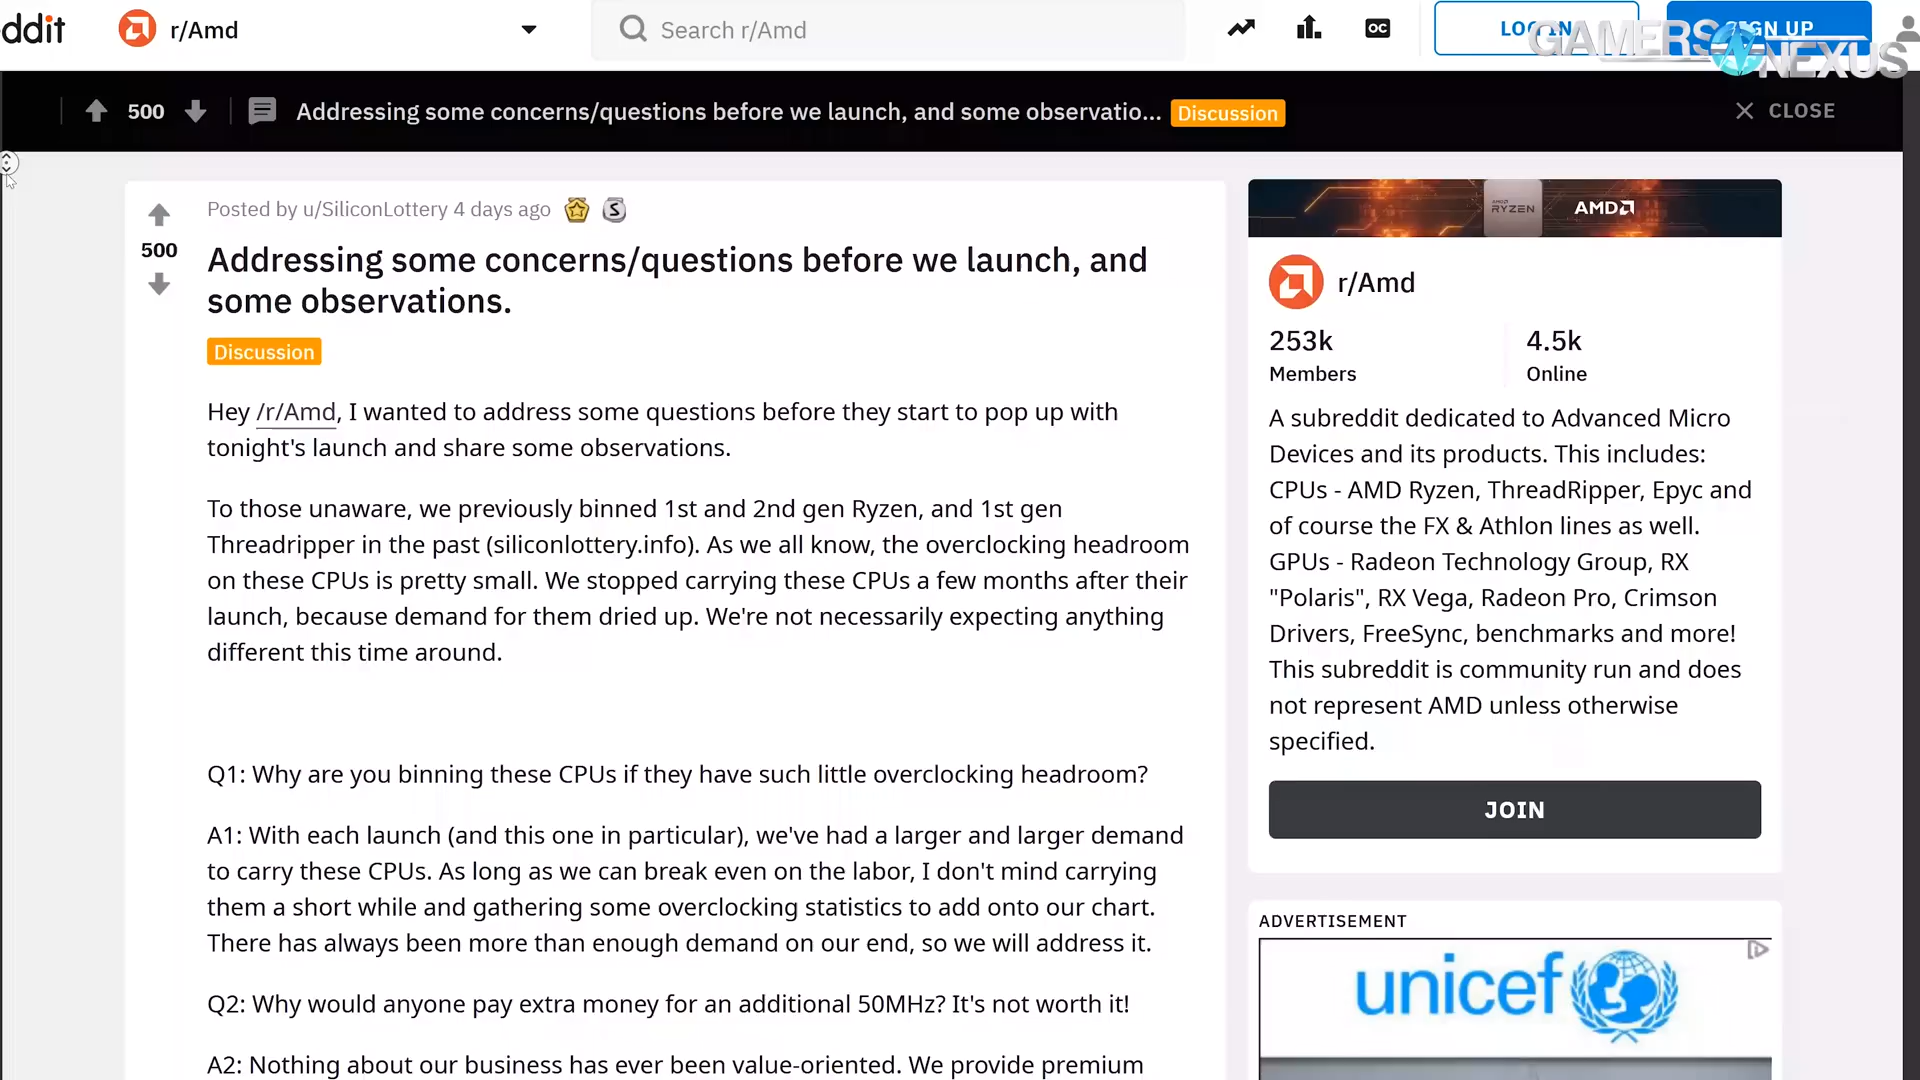 ddit
r/Amd
Search r/Amd
OC
LOG IN
SIGN UP
GAMERS NEXUS
500
Addressing some concerns/questions before we launch, and some observatio...
Discussion
CLOSE
Posted by u/SiliconLottery 4 days ago
S
500
Addressing some concerns/questions before we launch, and
some observations.
Discussion
Hey /r/Amd, I wanted to address some questions before they start to pop up with
tonight's launch and share some observations.
To those unaware, we previously binned 1st and 2nd gen Ryzen, and 1st gen
Threadripper in the past (siliconlottery.info). As we all know, the overclocking headroom
on these CPUs is pretty small. We stopped carrying these CPUs a few months after their
launch, because demand for them dried up. We're not necessarily expecting anything
different this time around.
Q1: Why are you binning these CPUs if they have such little overclocking headroom?
A1: With each launch (and this one in particular), we've had a larger and larger demand
to carry these CPUs. As long as we can break even on the labor, I don't mind carrying
them a short while and gathering some overclocking statistics to add onto our chart.
There has always been more than enough demand on our end, so we will address it.
Q2: Why would anyone pay extra money for an additional 50MHz? It's not worth it!
A2: Nothing about our business has ever been value-oriented. We provide premium
AMD
RYZEN
AMD
r/Amd
253k
Members
4.5k
Online
A subreddit dedicated to Advanced Micro
Devices and its products. This includes:
CPUs - AMD Ryzen, ThreadRipper, Epyc and
of course the FX & Athlon lines as well.
GPUs - Radeon Technology Group, RX
"Polaris", RX Vega, Radeon Pro, Crimson
Drivers, FreeSync, benchmarks and more!
This subreddit is community run and does
not represent AMD unless otherwise
specified.
JOIN
ADVERTISEMENT
unicef